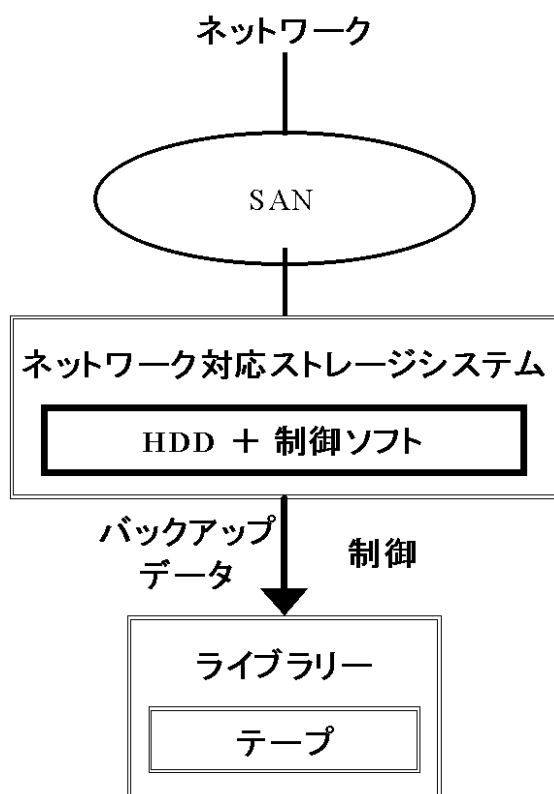 ネットワーク
SAN
ネットワーク対応ストレージシステム
HDD ＋ 制御ソフト
バックアップ
データ
制御
ライブラリー
テープ